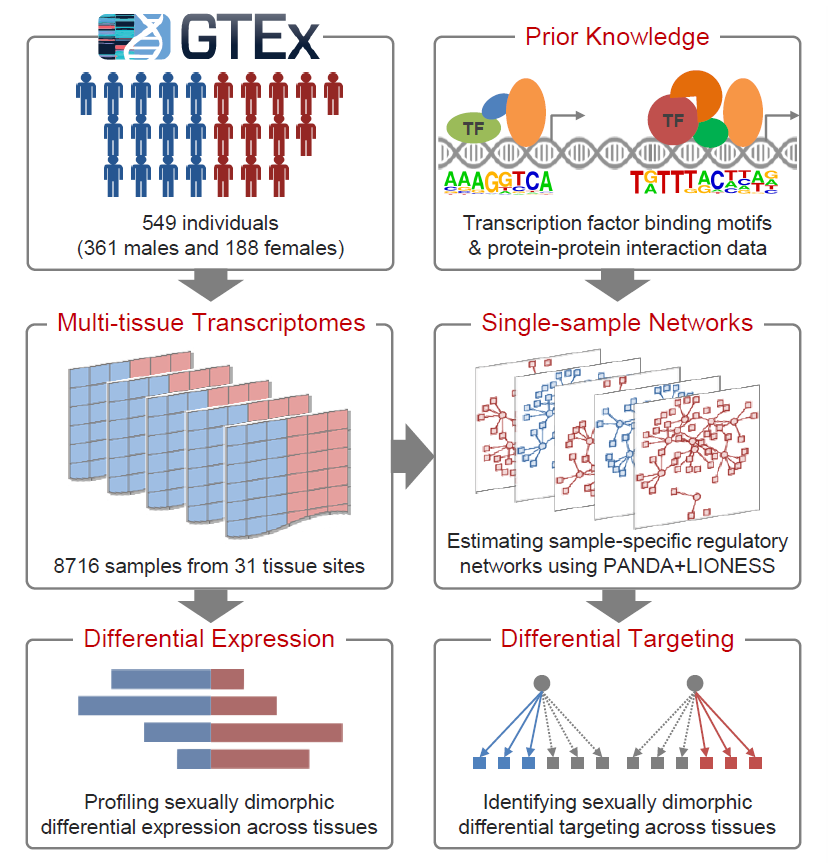 GTEx
549 individuals
(361 males and 188 females)
Prior Knowledge
TF
TF
AAAGGTCA
TGTTTACTTAG
Transcription factor binding motifs
& protein-protein interaction data
Multi-tissue Transcriptomes
8716 samples from 31 tissue sites
Single-sample Networks
Estimating sample-specific regulatory
networks using PANDA+LIONESS
Differential Expression
Profiling sexually dimorphic
differential expression across tissues
Differential Targeting
Identifying sexually dimorphic
differential targeting across tissues